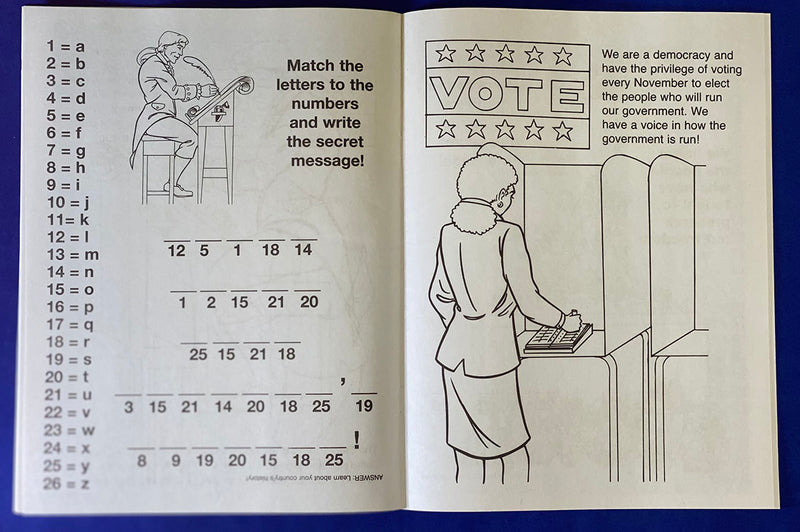 1 = a
2 = b
3 = c
4 = d
5 = e
6 = f
7 = g
8 = h
9 = i
10 = j
11= k
12 = l
13 = m
14 = n
15 = o
16 = p
17 = q
18 = r
19 = s
20 = t
21 = u
22 = v
23 = w
24 = x
25 = y
26 = z
Match the
letters to the
numbers
and write
the secret
message!
12 5 1 18 14
1 2 15 21 20
25 15 21 18
3 15 21 14 20 18 25 , 19
8 9 19 20 15 18 25 !
ANSWER: Learn about your country's history!
VOTE
We are a democracy and
have the privilege of voting
every November to elect
the people who will run
our government. We
have a voice in how the
government is run!